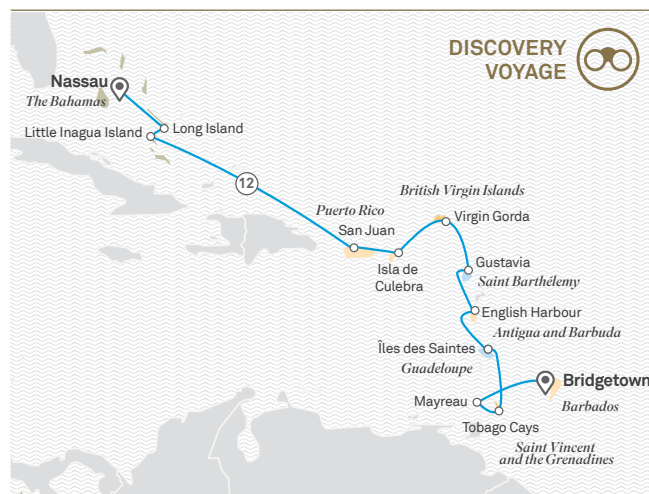 DISCOVERY
VOYAGE
Nassau
The Bahamas
Long Island
Little Inagua Island
12
British Virgin Islands
Puerto Rico
Virgin Gorda
San Juan
Isla de
Culebra
Gustavia
Saint Barthélemy
English Harbour
Antigua and Barbuda
Îles des Saintes
Guadeloupe
Bridgetown
Mayreau
Barbados
Tobago Cays
Saint Vincent
and the Grenadines